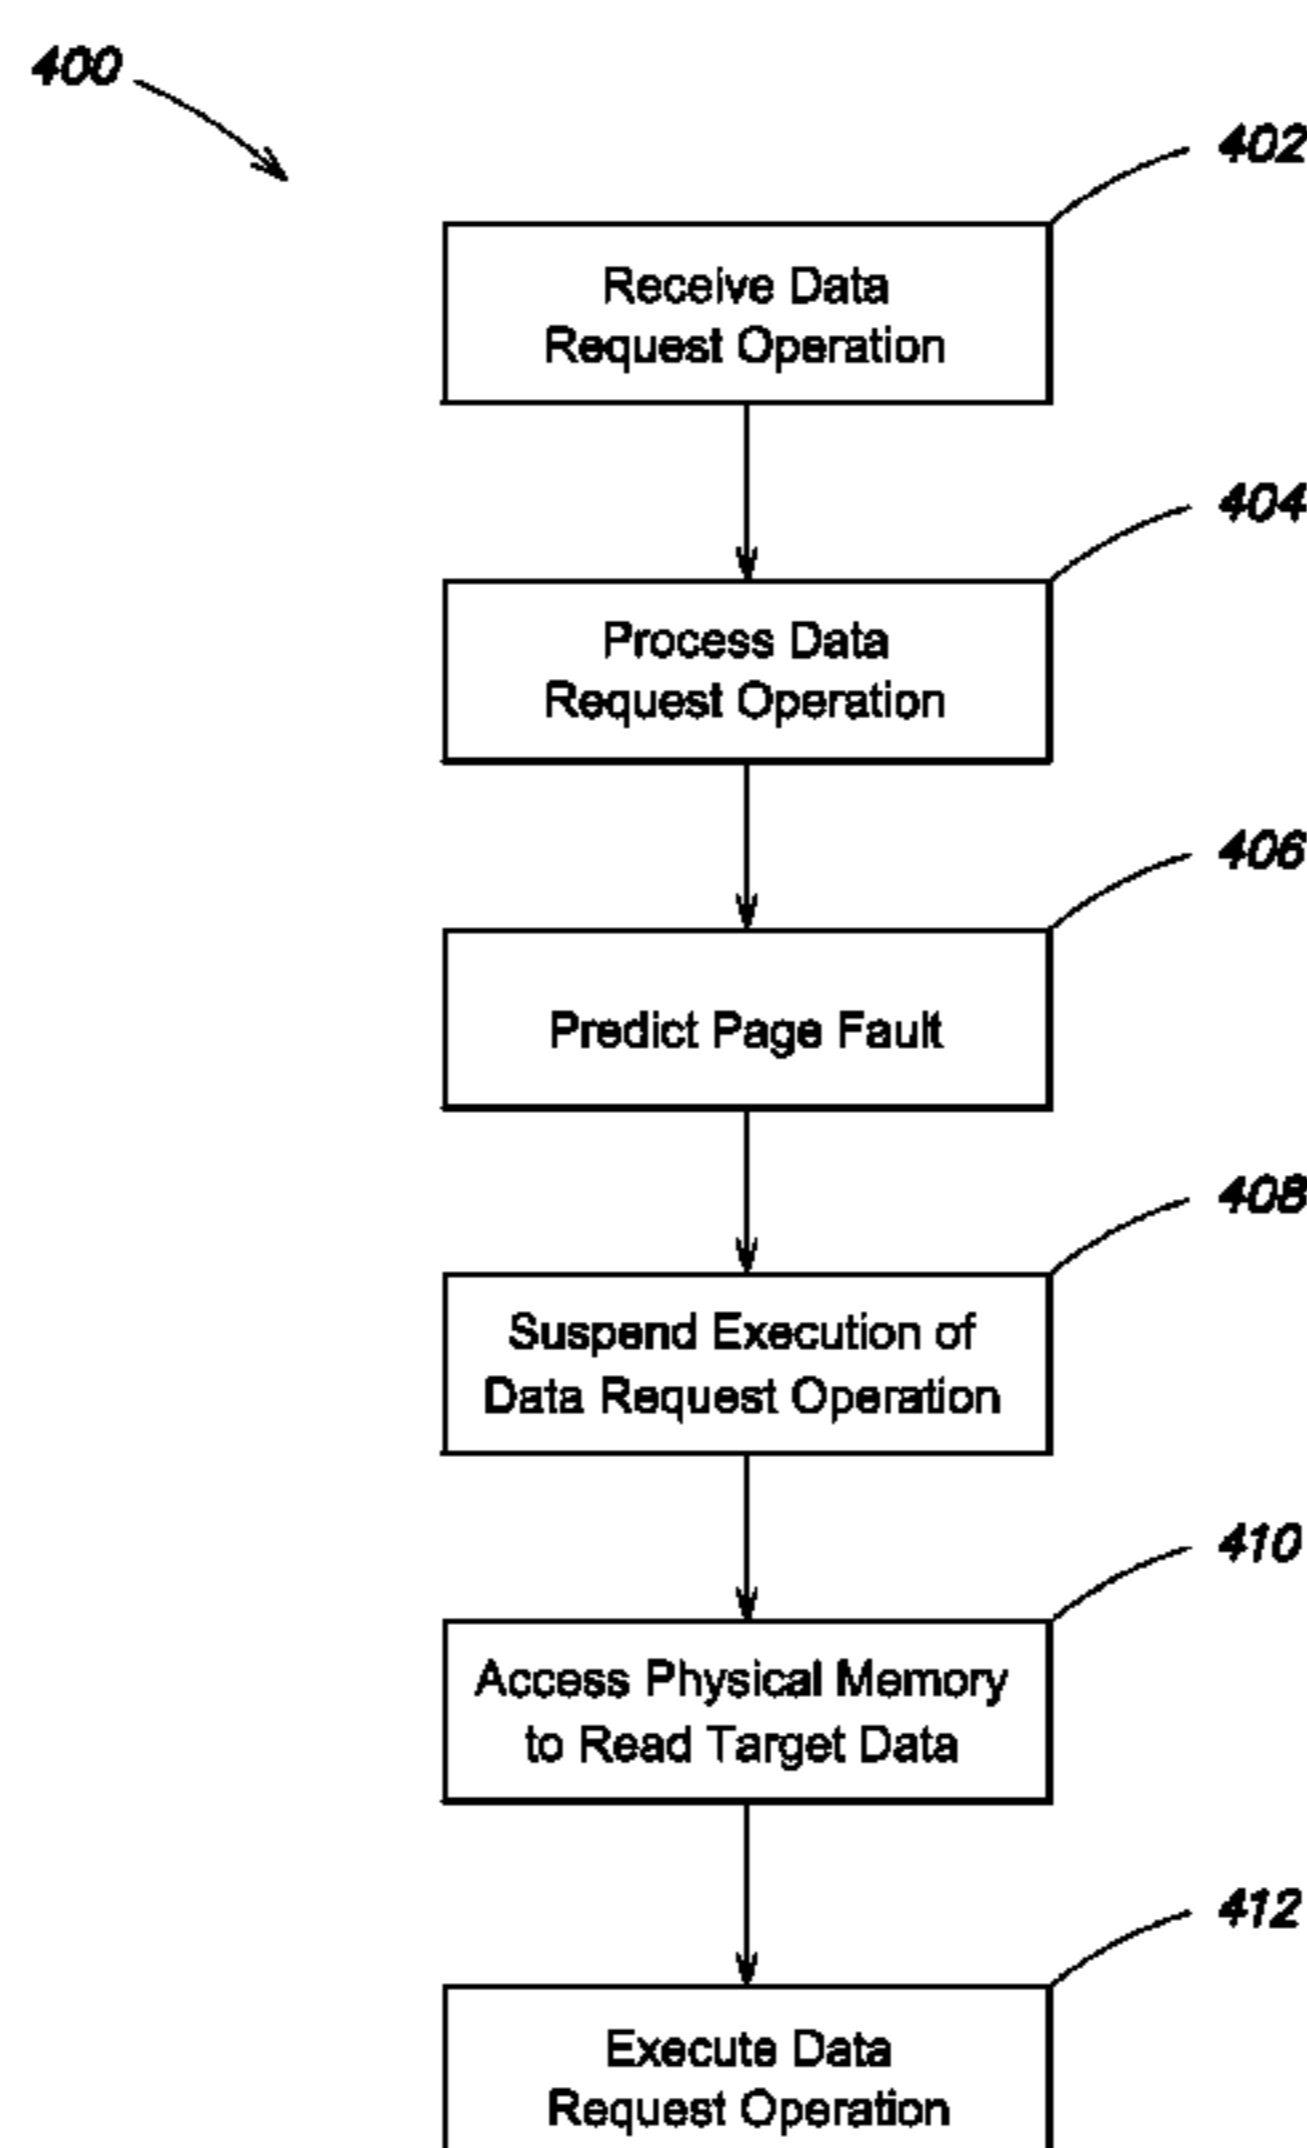 400
402
Receive Data
Request Operation
404
Process Data
Request Operation
406
Predict Page Fault
408
Suspend Execution of
Data Request Operation
410
Access Physical Memory
to Read Target Data
412
Execute Data
Request Operation